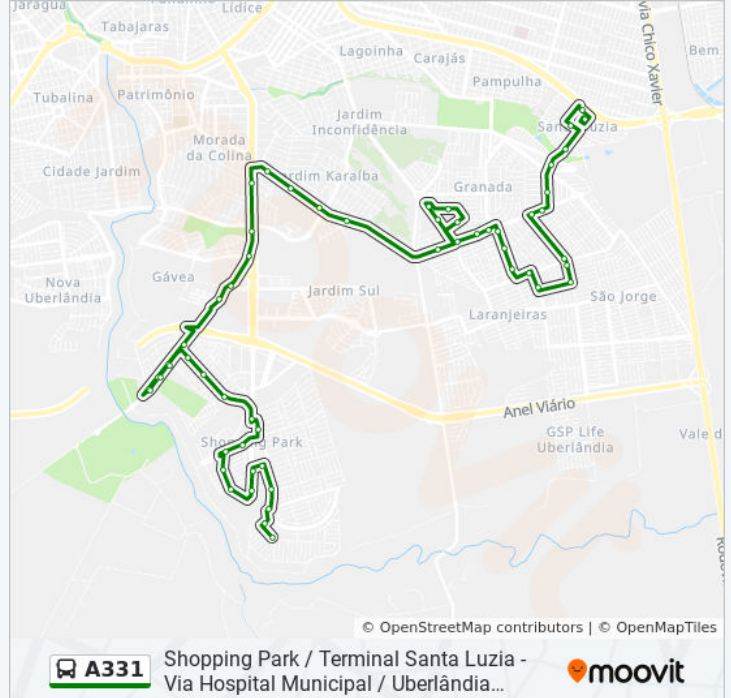 Jaraguá
Lídice
Tabajaras
Lagoinha
Carajás
via Chico Xavier
Bem
Pampulha
Tubalina
Patrimônio
Jardim
Inconfidência
Santa Luzia
Morada
da Colina
Cidade Jardim
Jardim Karaíba
Granada
Gávea
Nova
Uberlândia
Jardim Sul
São Jorge
Laranjeiras
Anel Viário
Shopping Park
GSP Life
Uberlândia
Vale d
© OpenStreetMap contributors | © OpenMapTiles
A331
Shopping Park / Terminal Santa Luzia -
Via Hospital Municipal / Uberlândia...
moovit